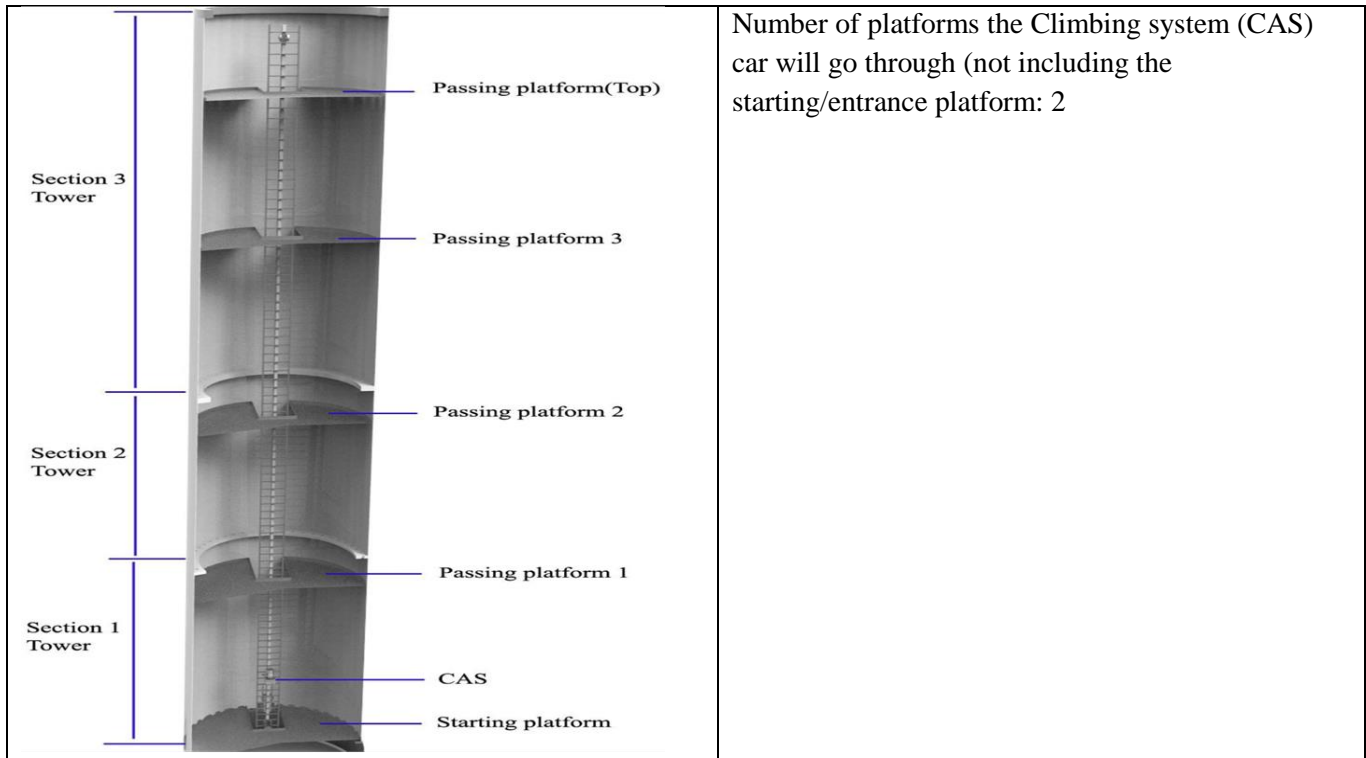 Passing platform(Top)
Section 3
Tower
Passing platform 3
Passing platform 2
Section 2
Tower
Passing platform 1
Section 1
Tower
CAS
Starting platform
Number of platforms the Climbing system (CAS)
car will go through (not including the
starting/entrance platform: 2